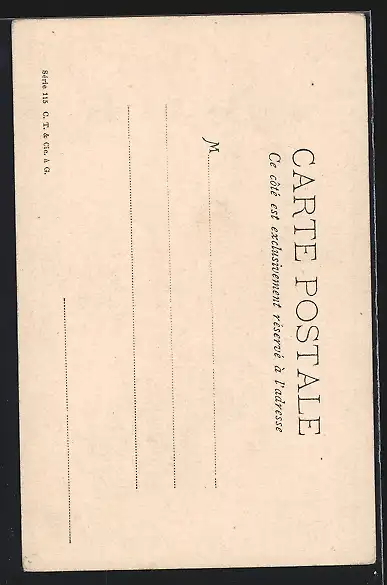 CARTE POSTALE
Ce côté est exclusivement réservé à l'adresse
M
Série 115 C. T. & Cie. à G.